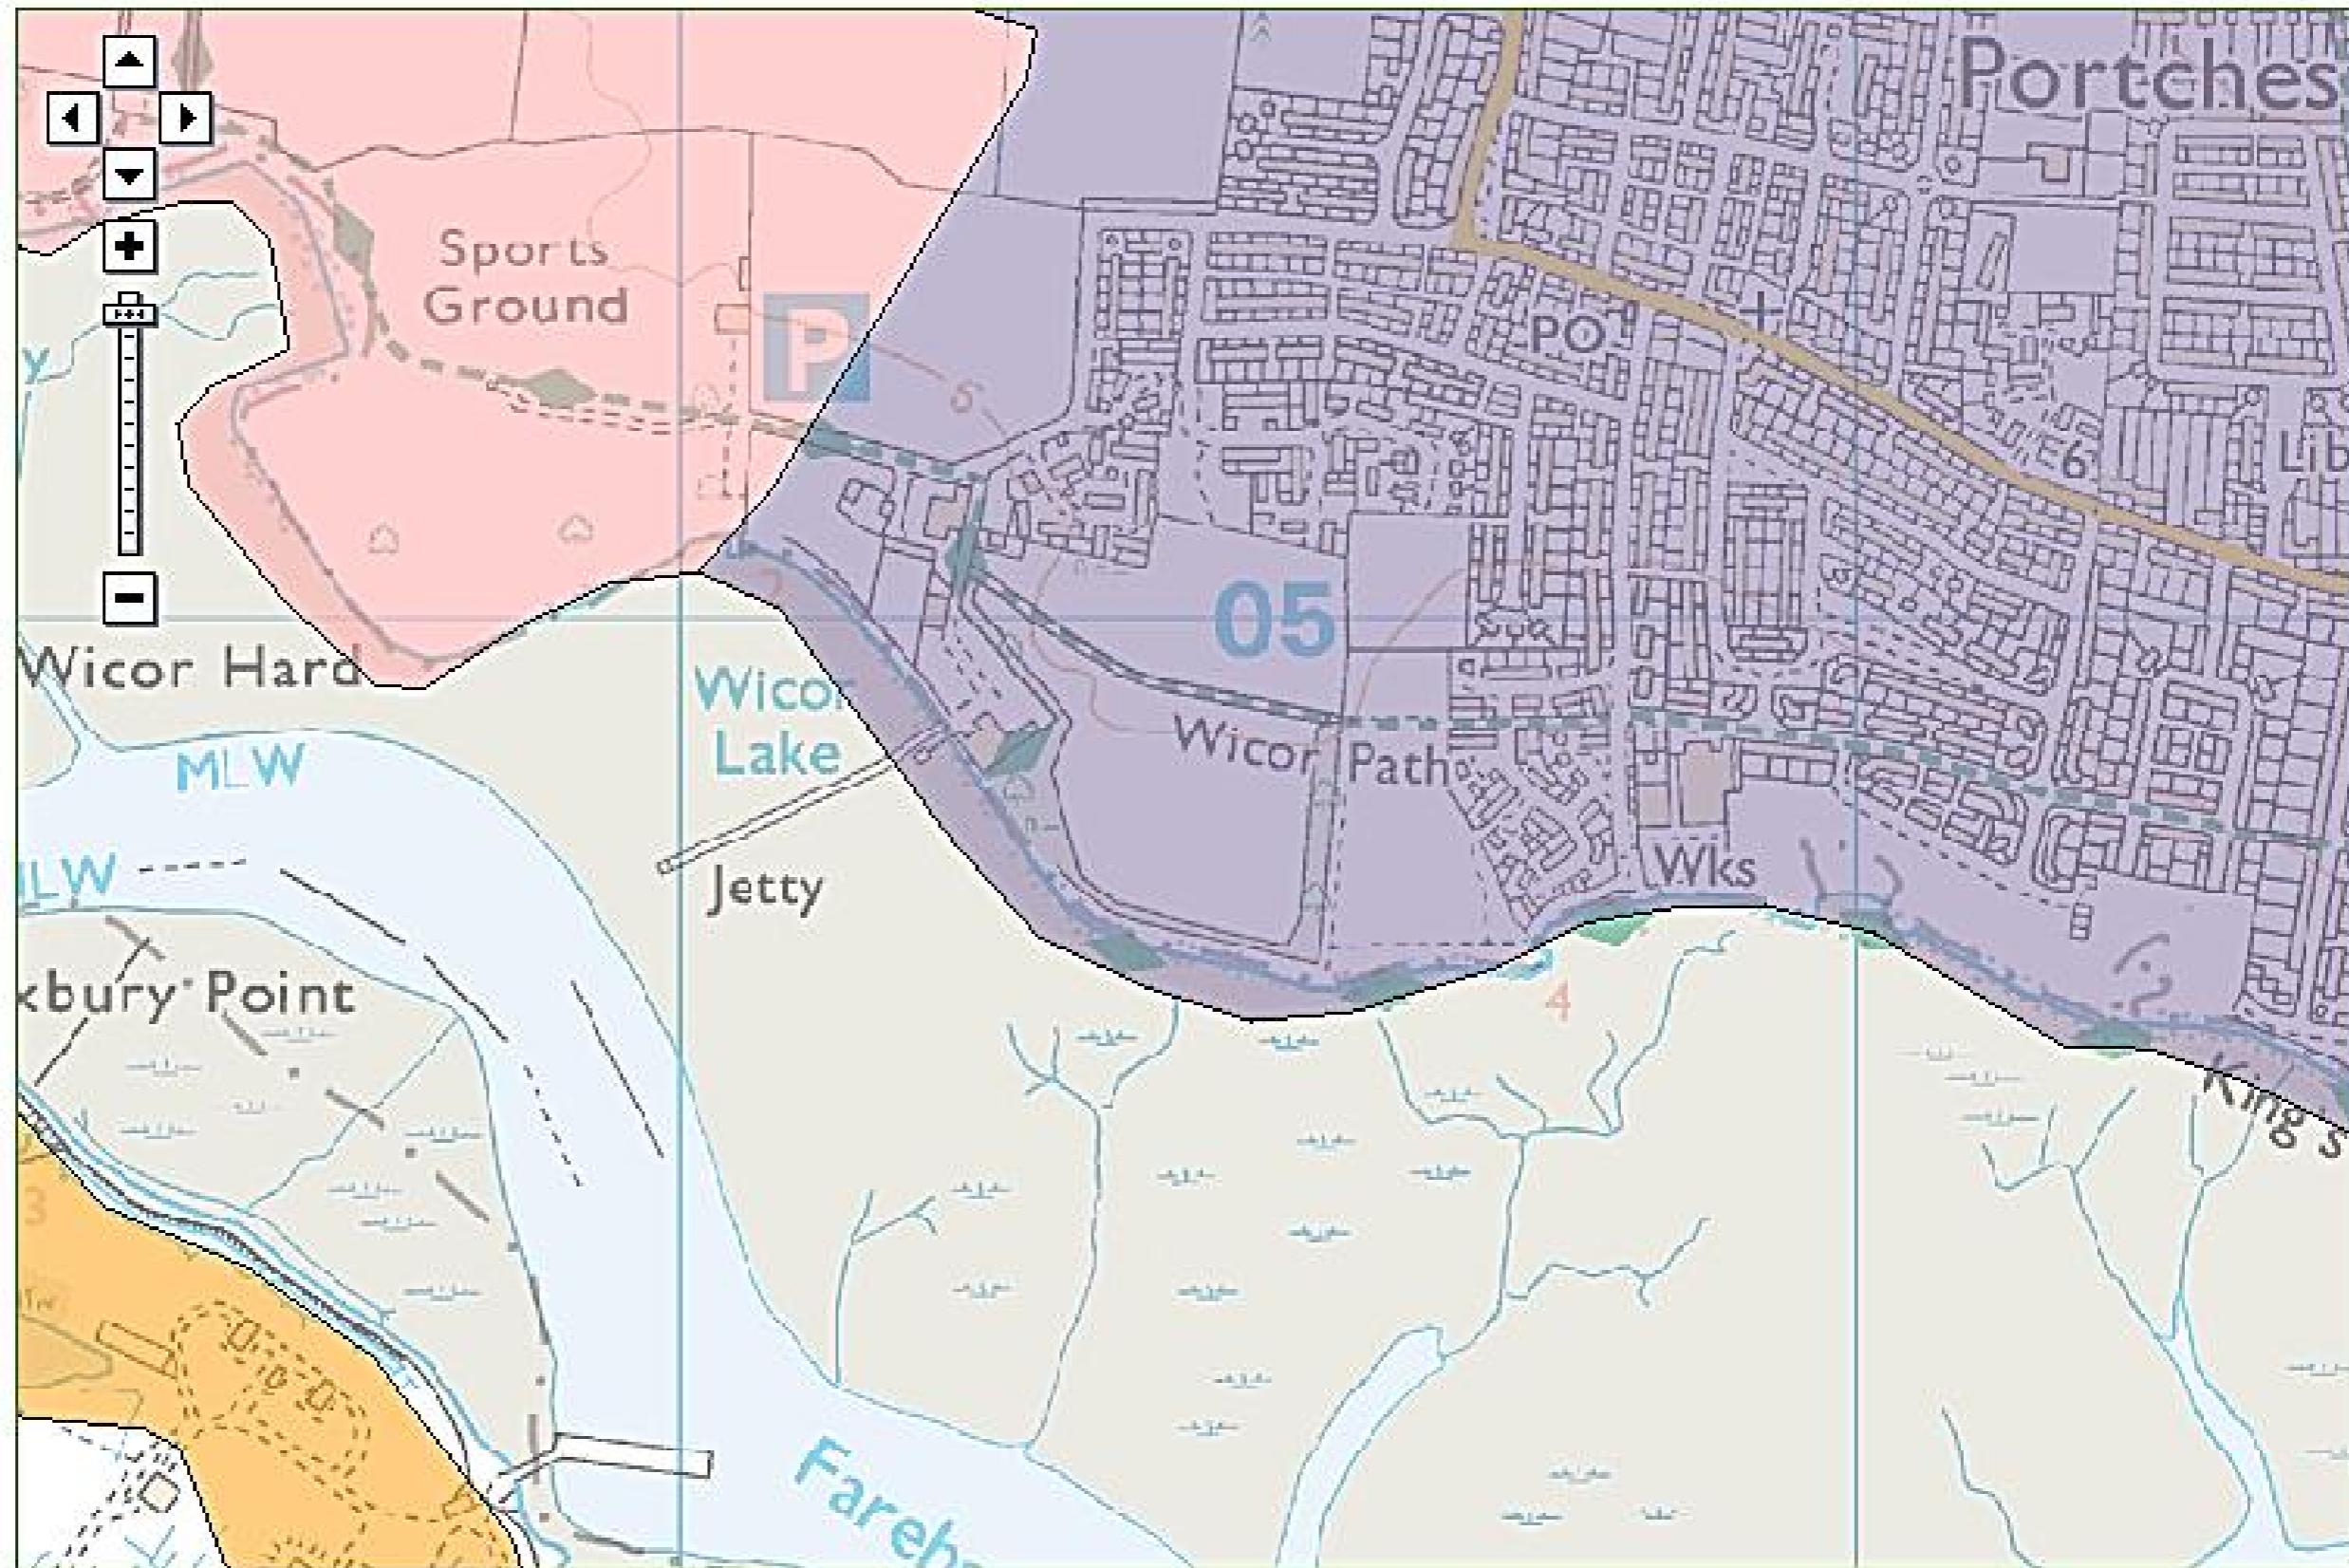 Portches
Sports
Ground
P
5
PO
6
Lib
y
05
Wicor Hard
Wicor
Lake
Wicor Path
MLW
MLW
Jetty
Wks
4
kbury Point
King's
3
Fareh